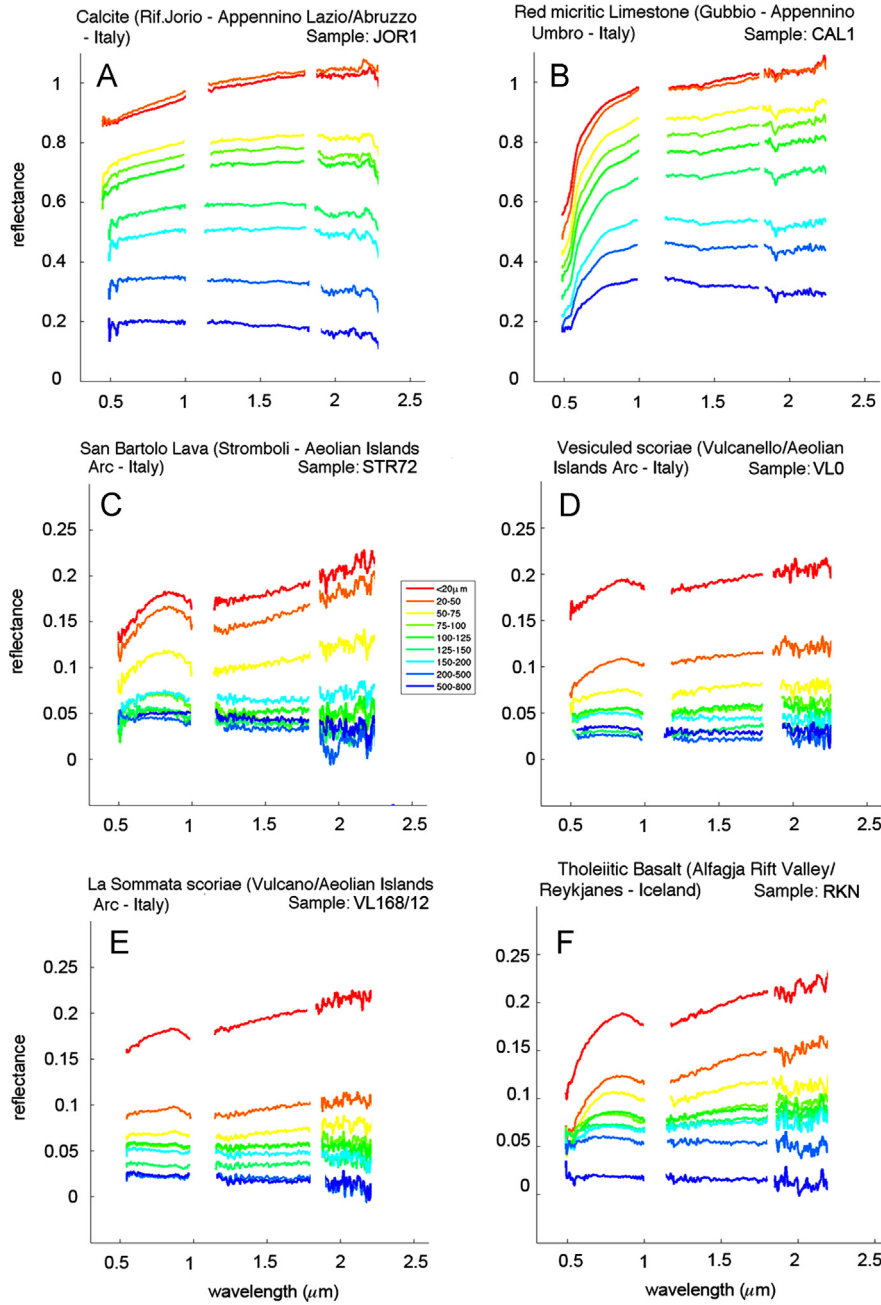 Calcite (Rif.Jorio - Appennino Lazio/Abruzzo
- Italy) Sample: JOR1
A
1
0.8
0.6
0.4
0.2
0
reflectance
0.5 1 1.5 2 2.5
Red micritic Limestone (Gubbio - Appennino
Umbro - Italy) Sample: CAL1
B
1
0.8
0.6
0.4
0.2
0
0.5 1 1.5 2 2.5
San Bartolo Lava (Stromboli - Aeolian Islands
Arc - Italy) Sample: STR72
C
0.25
0.2
0.15
0.1
0.05
0
reflectance
0.5 1 1.5 2 2.5
<20μm
20-50
50-75
75-100
100-125
125-150
150-200
200-500
500-800
Vesiculed scoriae (Vulcanello/Aeolian
Islands Arc - Italy) Sample: VL0
D
0.25
0.2
0.15
0.1
0.05
0
0.5 1 1.5 2 2.5
La Sommata scoriae (Vulcano/Aeolian Islands
Arc - Italy) Sample: VL168/12
E
0.25
0.2
0.15
0.1
0.05
0
reflectance
0.5 1 1.5 2 2.5
wavelength (μm)
Tholeiitic Basalt (Alfagja Rift Valley/
Reykjanes - Iceland) Sample: RKN
F
0.25
0.2
0.15
0.1
0.05
0
0.5 1 1.5 2 2.5
wavelength (μm)